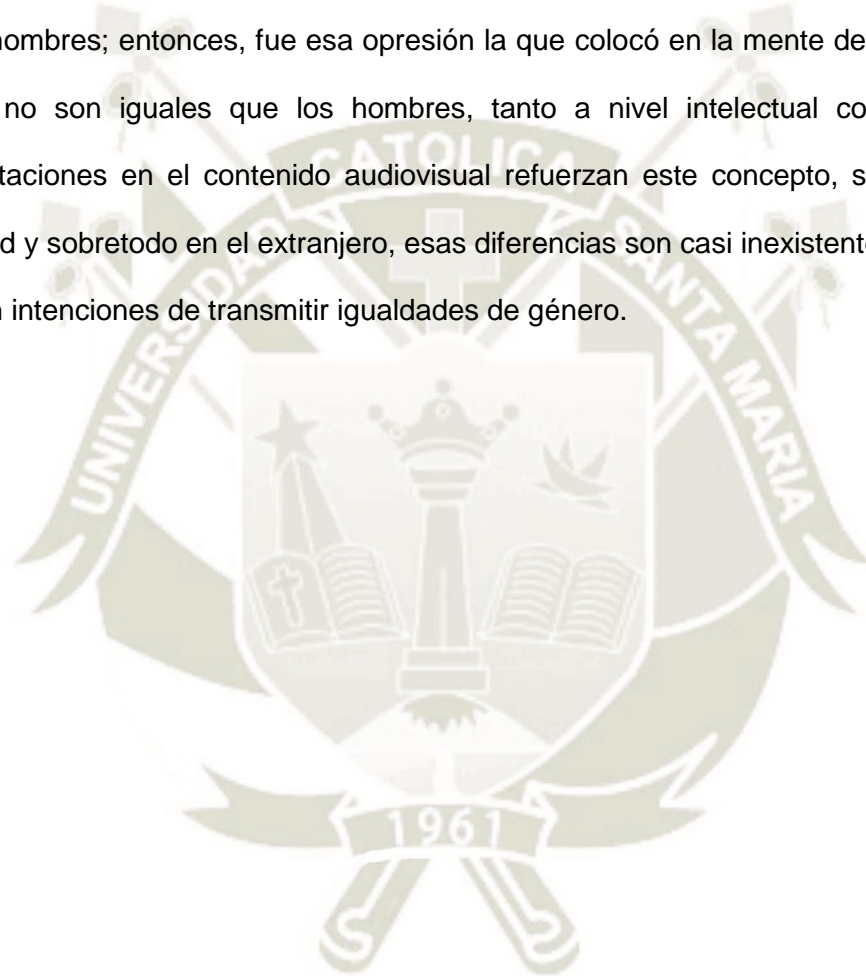 hombres; entonces, fue esa opresión la que colocó en la mente de
no son iguales que los hombres, tanto a nivel intelectual co
taciones en el contenido audiovisual refuerzan este concepto, s
d y sobretodo en el extranjero, esas diferencias son casi inexistent
n intenciones de transmitir igualdades de género.
UNIVERSIDAD CATOLICA SANTA MARIA
1961